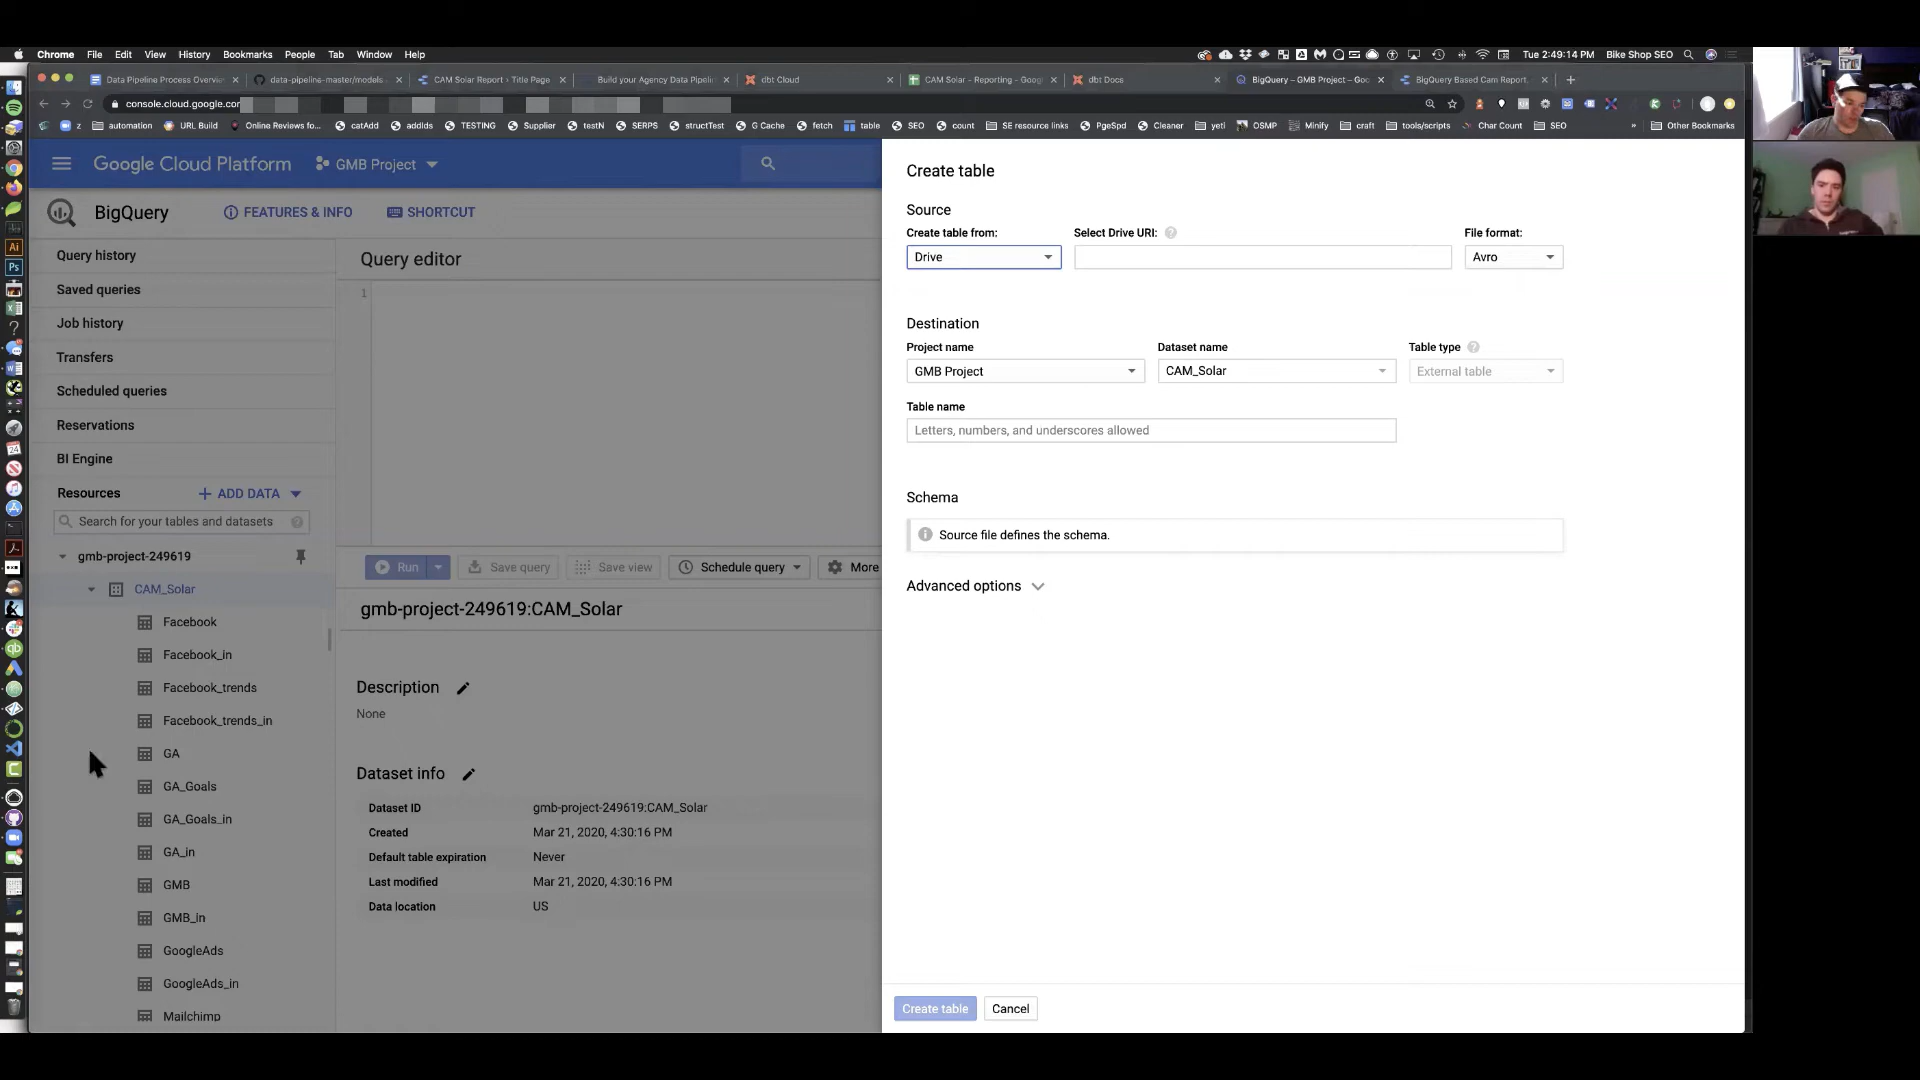 Chrome File Edit View History Bookmarks People Tab Window Help
Tue 2:49:14 PM Bike Shop SEO
Data Pipeline Process Overvie
data-pipeline-master/models
CAM Solar Report › Title Page
Build your Agency Data Pipelin
dbt Cloud
CAM Solar - Reporting - Goog
dbt Docs
BigQuery – GMB Project – Goo
BigQuery Based Cam Report
console.cloud.google.com
z automation URL Build Online Reviews fo... catAdd addIds TESTING Supplier testN SERPS structTest G Cache fetch table SEO count SE resource links PgeSpd Cleaner yeti OSMP Minify craft tools/scripts Char Count SEO » Other Bookmarks
Google Cloud Platform
GMB Project
BigQuery
FEATURES & INFO
SHORTCUT
Query history
Saved queries
Job history
Transfers
Scheduled queries
Reservations
BI Engine
Resources
ADD DATA
Search for your tables and datasets
gmb-project-249619
CAM_Solar
Facebook
Facebook_in
Facebook_trends
Facebook_trends_in
GA
GA_Goals
GA_Goals_in
GA_in
GMB
GMB_in
GoogleAds
GoogleAds_in
Mailchimp
Query editor
1
Run
Save query
Save view
Schedule query
More
gmb-project-249619:CAM_Solar
Description
None
Dataset info
Dataset ID gmb-project-249619:CAM_Solar
Created Mar 21, 2020, 4:30:16 PM
Default table expiration Never
Last modified Mar 21, 2020, 4:30:16 PM
Data location US
Create table
Source
Create table from: Select Drive URI: File format:
Drive Avro
Destination
Project name Dataset name Table type
GMB Project CAM_Solar External table
Table name
Letters, numbers, and underscores allowed
Schema
Source file defines the schema.
Advanced options
Create table Cancel